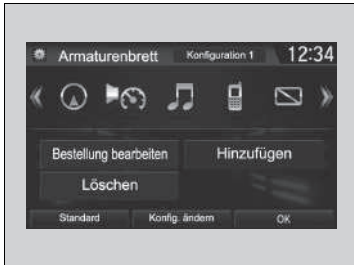 Armaturenbrett Konfiguration 1 12:34
Bestellung bearbeiten Hinzufügen
Löschen
Standard Konfig. ändern OK